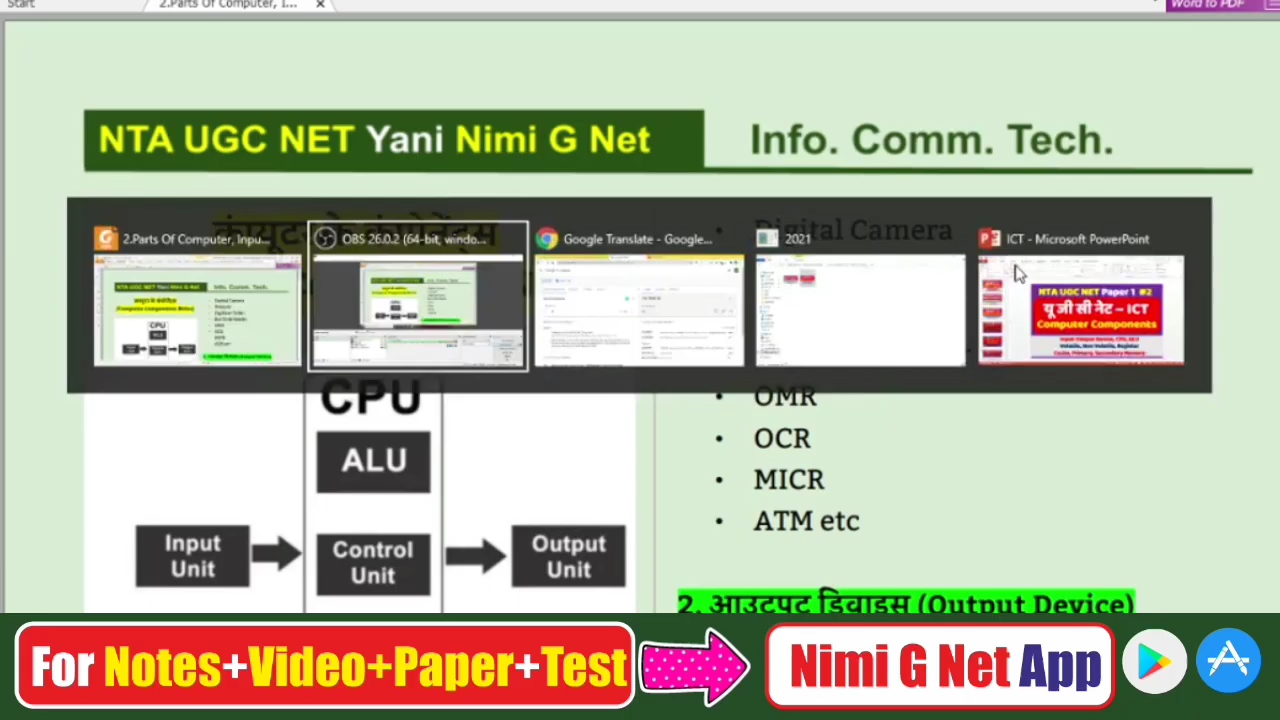 Start
2.Parts Of Computer, I...
Word to PDF
NTA UGC NET Yani Nimi G Net
Info. Comm. Tech.
कंप्यूटर के कंपोनेंट्स
• Digital Camera
2.Parts Of Computer, Inpu...
OBS 26.0.2 (64-bit, windo...
Google Translate - Google...
2021
ICT - Microsoft PowerPoint
NTA UGC NET Paper 1 #2
यू जी सी नेट – ICT
Computer Components
CPU
ALU
Input
Unit
Control
Unit
Output
Unit
• OMR
• OCR
• MICR
• ATM etc
2. आउटपुट डिवाइस (Output Device)
For Notes+Video+Paper+Test
Nimi G Net App